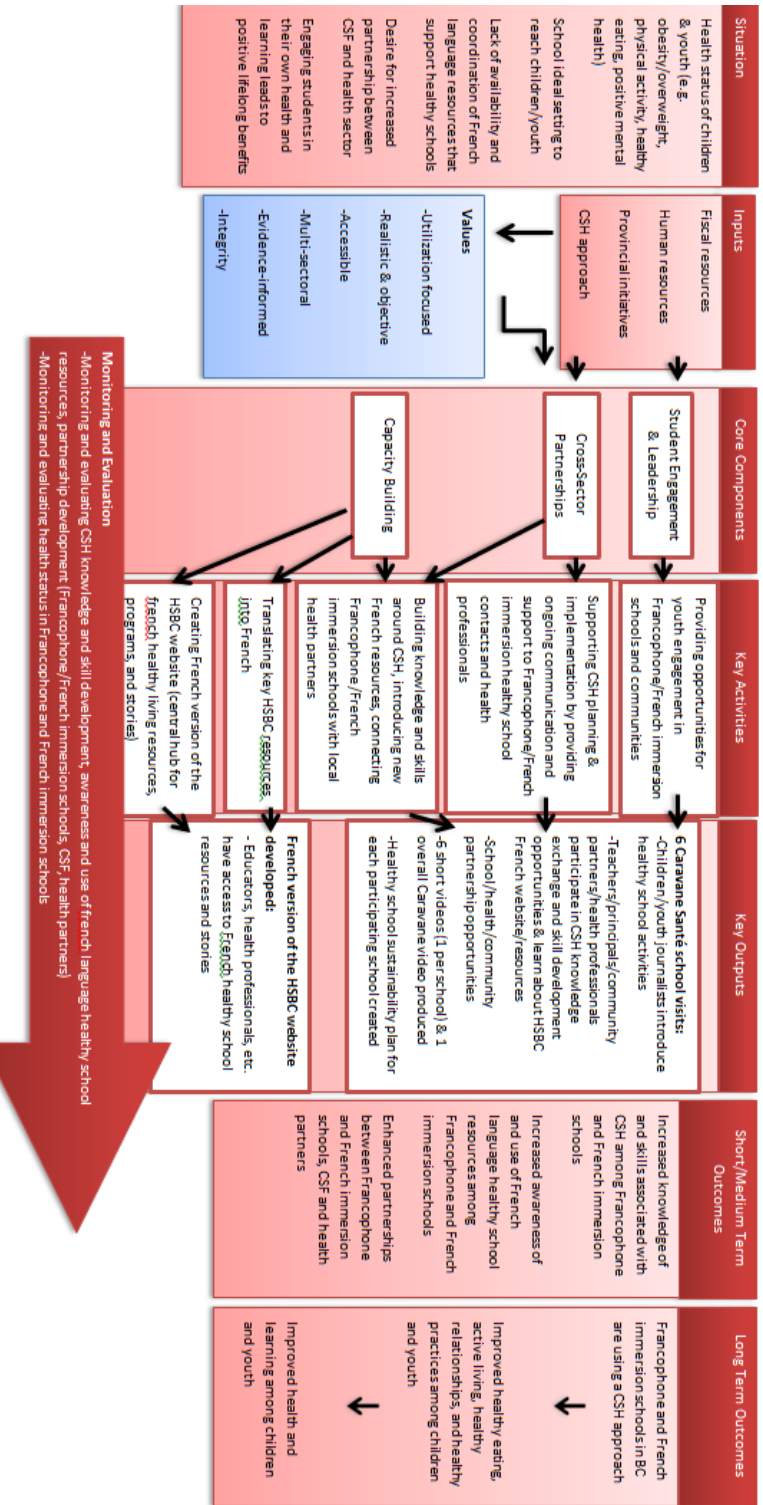 Situation
Health status of children
& youth (e.g.
obesity/overweight,
physical activity, healthy
eating, positive mental
health)
School ideal setting to
reach children/youth
Lack of availability and
coordination of French
language resources that
support healthy schools
Desire for increased
partnership between
CSF and health sector
Engaging students in
their own health and
learning leads to
positive lifelong benefits
Inputs
Fiscal resources
Human resources
Provincial initiatives
CSH approach
Values
-Utilization focused
-Realistic & objective
-Accessible
-Multi-sectoral
-Evidence-informed
-Integrity
Core Components
Student Engagement
& Leadership
Cross-Sector
Partnerships
Capacity Building
Key Activities
Providing opportunities for
youth engagement in
Francophone/French immersion
schools and communities
Supporting CSH planning &
implementation by providing
ongoing communication and
support to Francophone/French
immersion healthy school
contacts and health
professionals
Building knowledge and skills
around CSH, introducing new
French resources, connecting
Francophone/French
immersion schools with local
health partners
Translating key HSBC resources
into French
Creating French version of the
HSBC website (central hub for
french healthy living resources,
programs, and stories)
Key Outputs
6 Caravane Santé school visits:
-Children/youth journalists introduce
healthy school activities
-Teachers/principals/community
partners/health professionals
participate in CSH knowledge
exchange and skill development
opportunities & learn about HSBC
French website/resources
-School/health/community
partnership opportunities
-6 short videos (1 per school) & 1
overall Caravane video produced
-Healthy school sustainability plan for
each participating school created
French version of the HSBC website
developed:
- Educators, health professionals, etc.
have access to French healthy school
resources and stories
Short/Medium Term
Outcomes
Increased knowledge of
and skills associated with
CSH among Francophone
and French immersion
schools
Increased awareness of
and use of French
language healthy school
resources among
Francophone and French
immersion schools
Enhanced partnerships
between Francophone
and French immersion
schools, CSF and health
partners
Long Term Outcomes
Francophone and French
immersion schools in BC
are using a CSH approach
Improved healthy eating,
active living, healthy
relationships, and healthy
practices among children
and youth
Improved health and
learning among children
and youth
Monitoring and Evaluation
-Monitoring and evaluating CSH knowledge and skill development, awareness and use of french language healthy school
resources, partnership development (Francophone/French immersion schools, CSF, health partners)
-Monitoring and evaluating health status in Francophone and French immersion schools